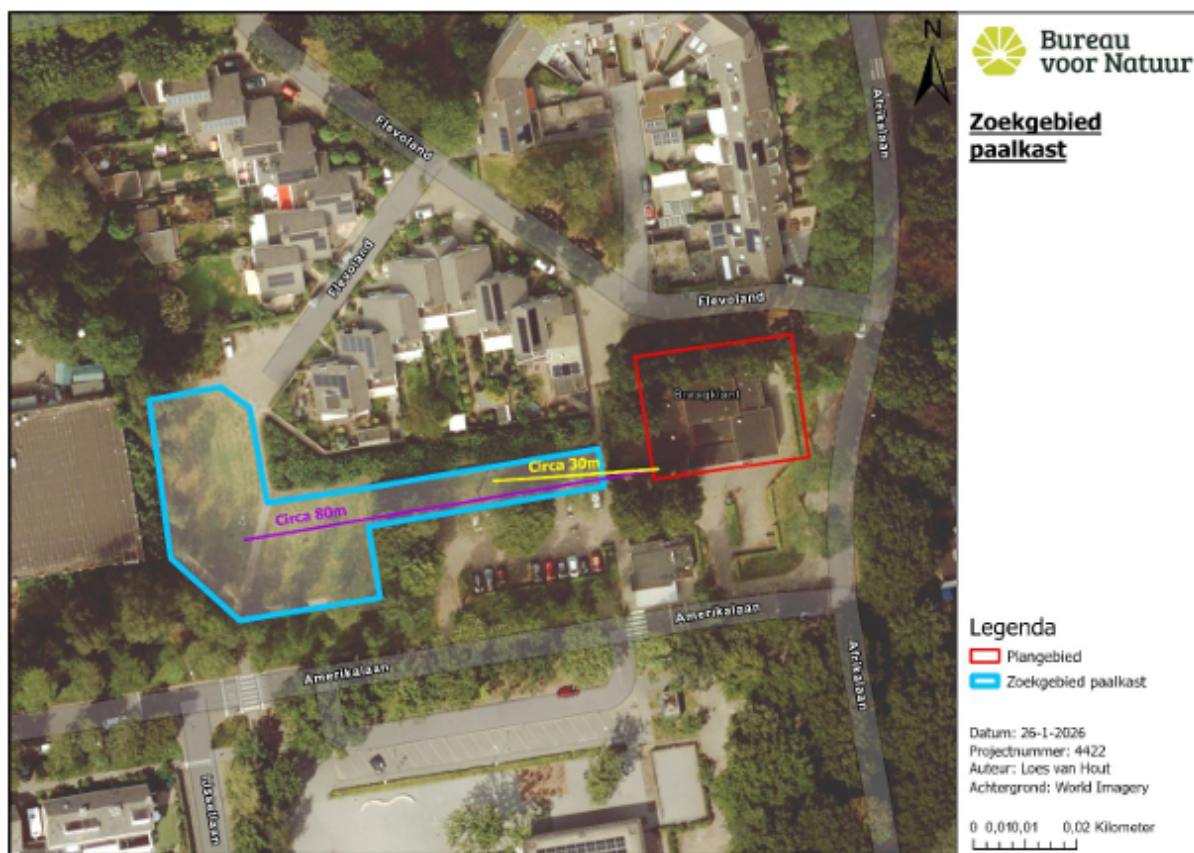 N
Bureau
voor Natuur
Zoekgebied
paalkast
Afrikalaan
Flevoland
Flevoland
Flevoland
Circa 30m
Circa 80m
Amerikalaan
Amerikalaan
Afrikalaan
IJssellaan
Legenda
Plangebied
Zoekgebied paalkast
Datum: 26-1-2026
Projectnummer: 4422
Auteur: Loes van Hout
Achtergrond: World Imagery
0 0,010,01 0,02 Kilometer